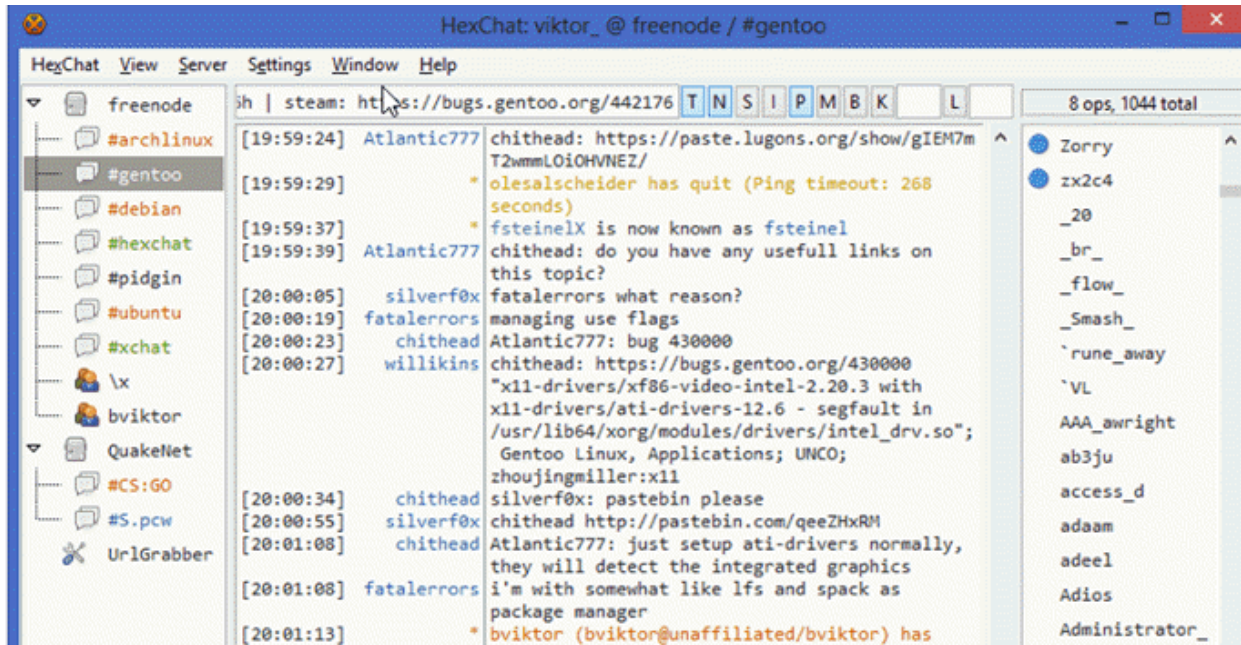 HexChat: viktor_ @ freenode / #gentoo
HexChat View Server Settings Window Help
freenode
#archlinux
#gentoo
#debian
#hexchat
#pidgin
#ubuntu
#xchat
\x
bviktor
QuakeNet
#CS:GO
#S.pcw
UrlGrabber
| steam: https://bugs.gentoo.org/442176 T N S I P M B K L
[19:59:24] Atlantic777 chithead: https://paste.lugons.org/show/gIEM7m
T2wmmLOiOHVNEZ/
[19:59:29] * olesalscheider has quit (Ping timeout: 268
seconds)
[19:59:37] * fsteinelX is now known as fsteinel
[19:59:39] Atlantic777 chithead: do you have any usefull links on
this topic?
[20:00:05] silverf0x fatalerrors what reason?
[20:00:19] fatalerrors managing use flags
[20:00:23] chithead Atlantic777: bug 430000
[20:00:27] willikins chithead: https://bugs.gentoo.org/430000
"x11-drivers/xf86-video-intel-2.20.3 with
x11-drivers/ati-drivers-12.6 - segfault in
/usr/lib64/xorg/modules/drivers/intel_drv.so";
Gentoo Linux, Applications; UNCO;
zhoujingmiller:x11
[20:00:34] chithead silverf0x: pastebin please
[20:00:55] silverf0x chithead http://pastebin.com/qeeZHxRM
[20:01:08] chithead Atlantic777: just setup ati-drivers normally,
they will detect the integrated graphics
[20:01:08] fatalerrors i'm with somewhat like lfs and spack as
package manager
[20:01:13] * bviktor (bviktor@unaffiliated/bviktor) has
8 ops, 1044 total
Zorry
zx2c4
_20
_br_
_flow_
_Smash_
`rune_away
`VL
AAA_awright
ab3ju
access_d
adaam
adeel
Adios
Administrator_